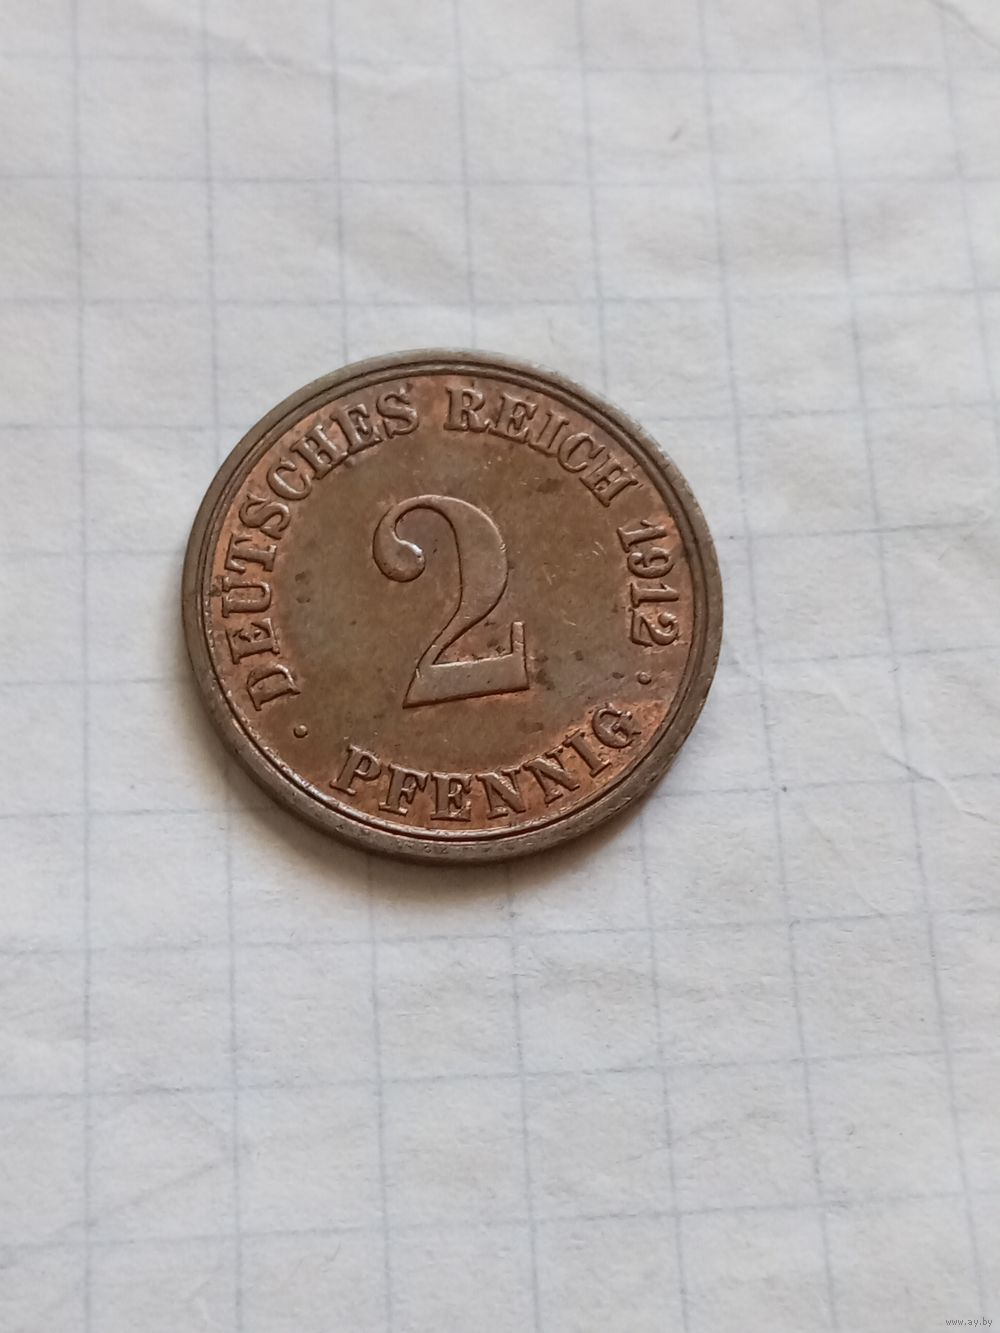 · DEUTSCHES REICH 1912 ·
2
PFENNIG
www.ay.by